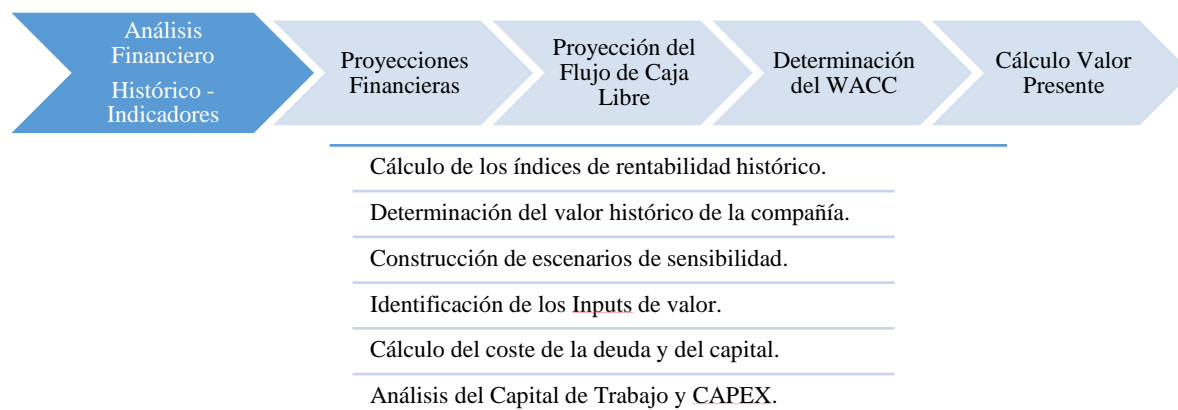 Análisis
Financiero
Histórico -
Indicadores
Proyecciones
Financieras
Proyección del
Flujo de Caja
Libre
Determinación
del WACC
Cálculo Valor
Presente
Cálculo de los índices de rentabilidad histórico.
Determinación del valor histórico de la compañía.
Construcción de escenarios de sensibilidad.
Identificación de los Inputs de valor.
Cálculo del coste de la deuda y del capital.
Análisis del Capital de Trabajo y CAPEX.